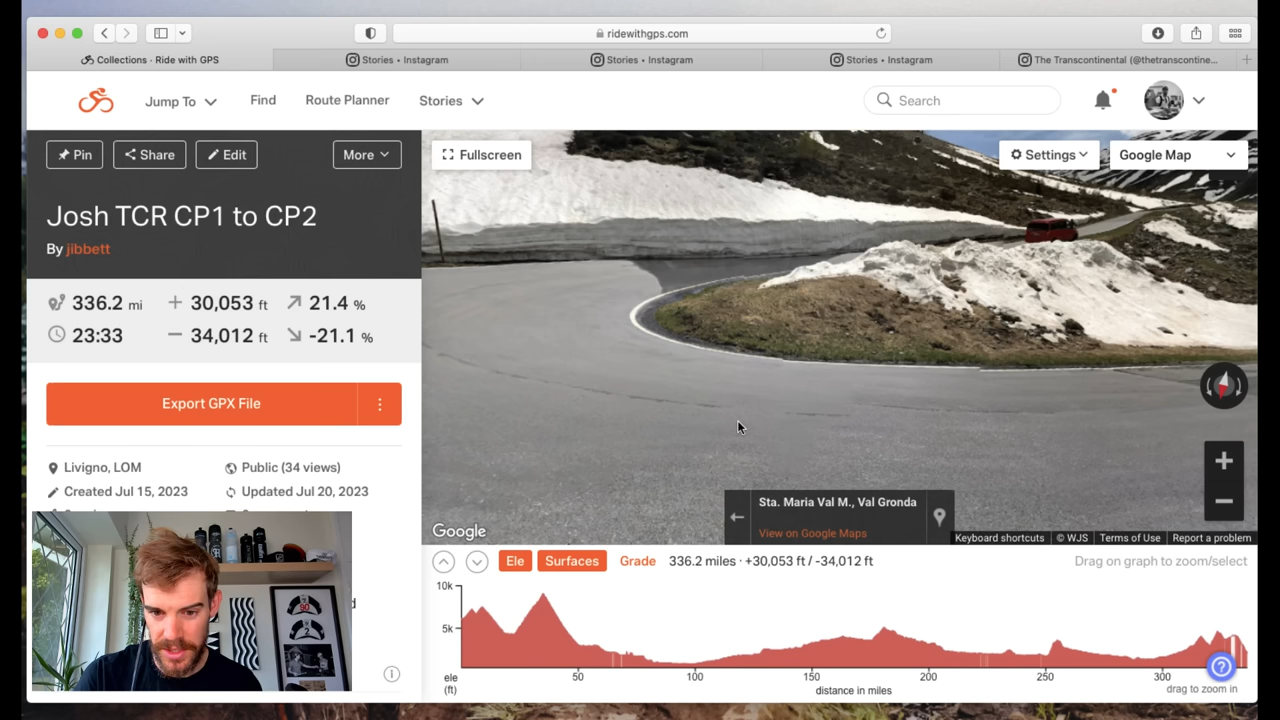 ridewithgps.com
Collections · Ride with GPS
Stories • Instagram
Stories • Instagram
Stories • Instagram
The Transcontinental (@thetranscontine...
Jump To
Find
Route Planner
Stories
Search
Pin
Share
Edit
More
Fullscreen
Settings
Google Map
Josh TCR CP1 to CP2
By jibbett
336.2 mi
+ 30,053 ft
21.4 %
23:33
− 34,012 ft
-21.1 %
Export GPX File
Livigno, LOM
Public (34 views)
Created Jul 15, 2023
Updated Jul 20, 2023
Sta. Maria Val M., Val Gronda
View on Google Maps
Google
Keyboard shortcuts
© WJS
Terms of Use
Report a problem
Ele
Surfaces
Grade
336.2 miles · +30,053 ft / -34,012 ft
Drag on graph to zoom/select
10k
5k
ele
(ft)
50
100
150
200
250
300
distance in miles
drag to zoom in
90
2